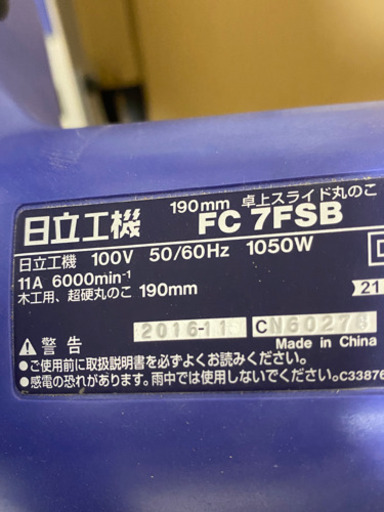 190mm 卓上スライド丸のこ
日立工機 FC 7FSB
日立工機 100V 50/60Hz 1050W
11A 6000min⁻¹
木工用、超硬丸のこ 190mm
21
2016-11 CN60276
Made in China
⚠ 警告
●ご使用前に取扱説明書を必ずよくお読みください。
●感電の恐れがあります。雨中では使用しないでください。C33876